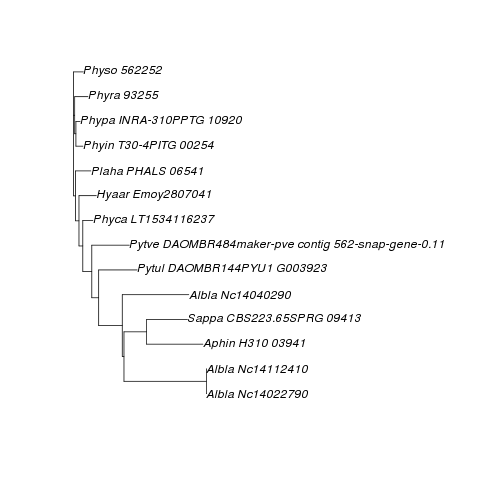 Physo 562252
Phyra 93255
Phypa INRA-310PPTG 10920
Phyin T30-4PITG 00254
Plaha PHALS 06541
Hyaar Emoy2807041
Phyca LT1534116237
Pytve DAOMBR484maker-pve contig 562-snap-gene-0.11
Pytul DAOMBR144PYU1 G003923
Albla Nc14040290
Sappa CBS223.65SPRG 09413
Aphin H310 03941
Albla Nc14112410
Albla Nc14022790